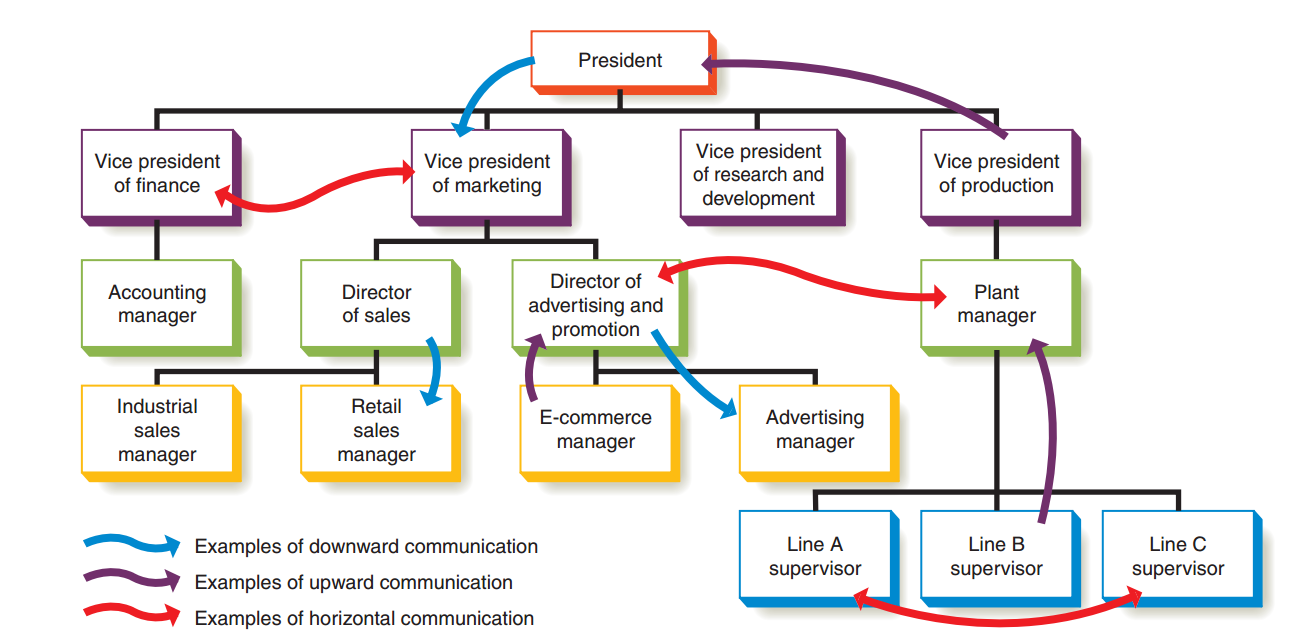 President
Vice president
of finance
Vice president
of marketing
Vice president
of research and
development
Vice president
of production
Accounting
manager
Director
of sales
Director of
advertising and
promotion
Plant
manager
Industrial
sales
manager
Retail
sales
manager
E-commerce
manager
Advertising
manager
Line A
supervisor
Line B
supervisor
Line C
supervisor
Examples of downward communication
Examples of upward communication
Examples of horizontal communication